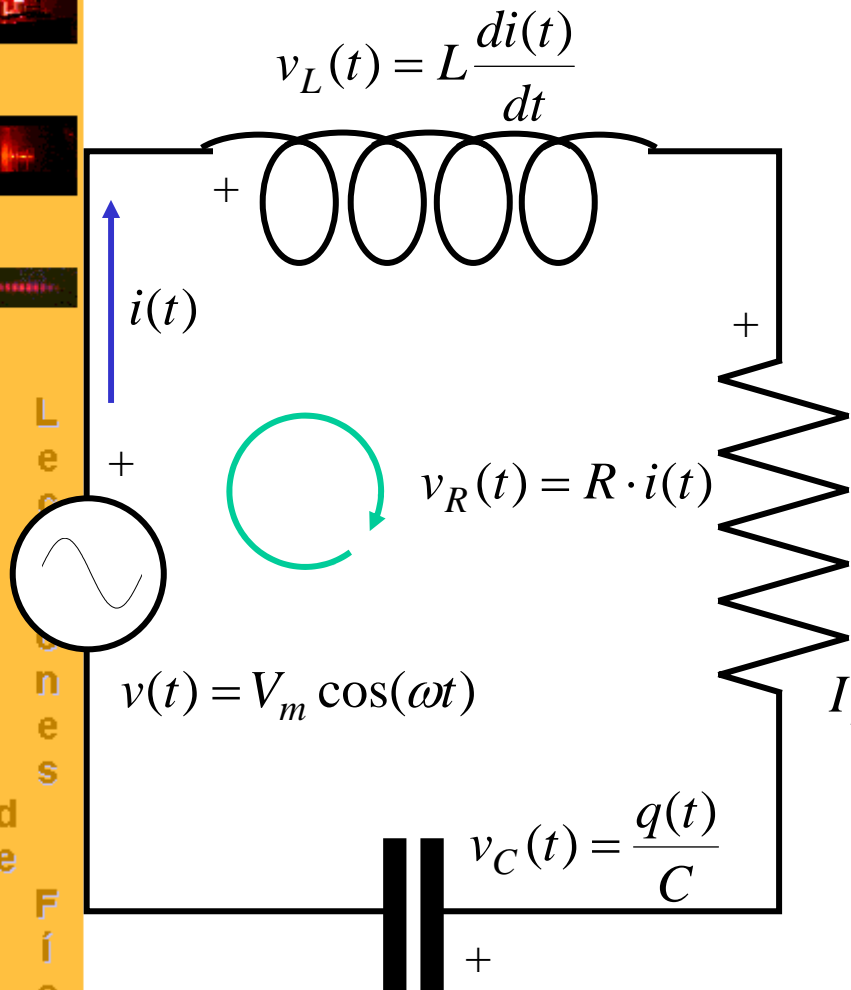 v_L(t) = L di(t)/dt
+
i(t)
+
+
v_R(t) = R · i(t)
v(t) = V_m cos(ωt)
I
v_C(t) = q(t)/C
+
L
e
c
n
e
s
d
e
F
í